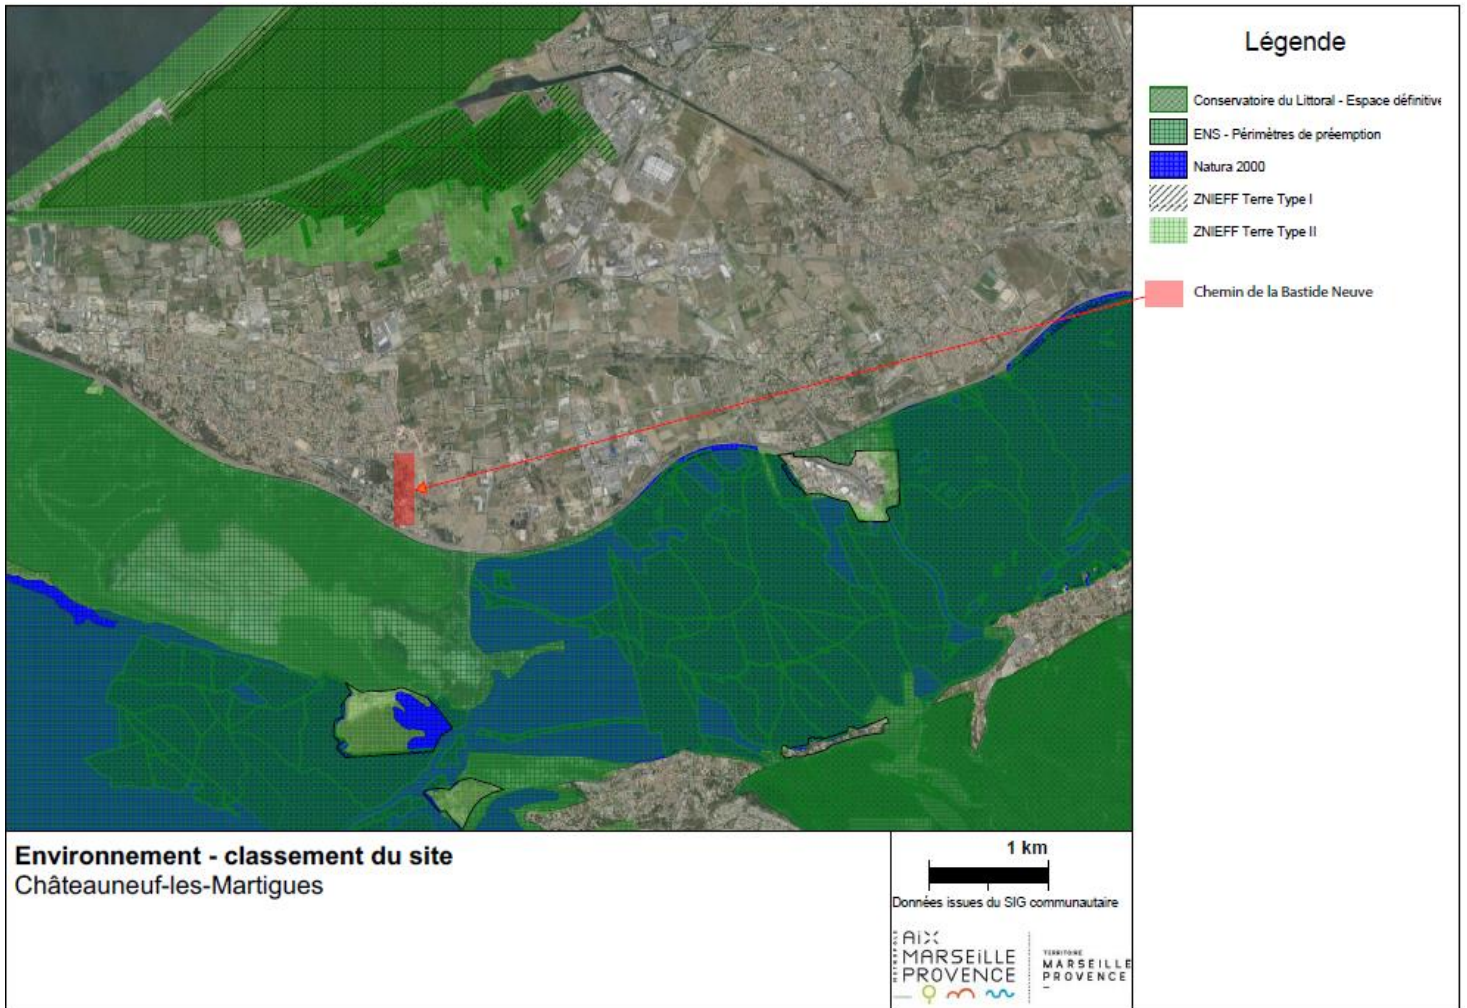 Légende
Conservatoire du Littoral - Espace définitive
ENS - Périmètres de préemption
Natura 2000
ZNIEFF Terre Type I
ZNIEFF Terre Type II
Chemin de la Bastide Neuve
Environnement - classement du site
Châteauneuf-les-Martigues
1 km
Données issues du SIG communautaire
MÉTROPOLE
AIX
MARSEILLE
PROVENCE
TERRITOIRE
MARSEILLE
PROVENCE